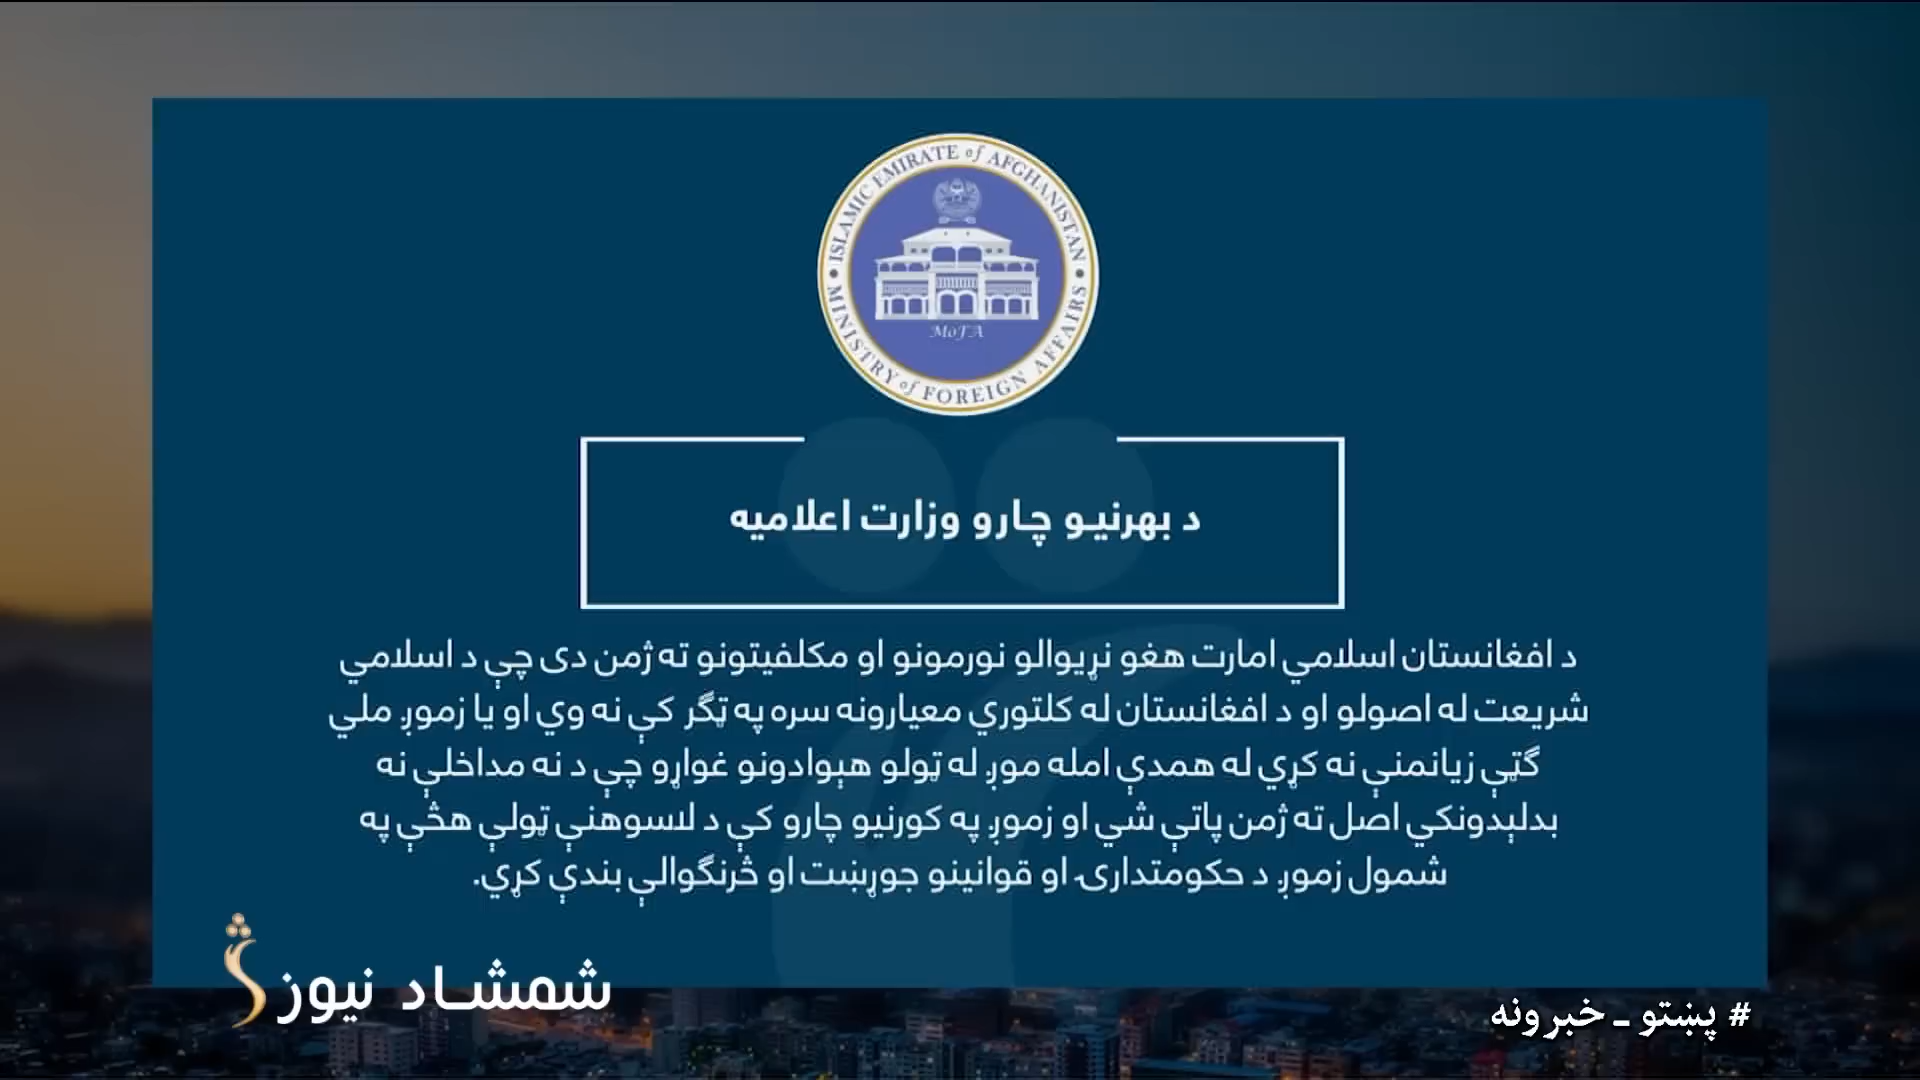 ISLAMIC EMIRATE of AFGHANISTAN
MoFA
MINISTRY of FOREIGN AFFAIRS
د بهرنیو چارو وزارت اعلامیه
د افغانستان اسلامي امارت هغو نړیوالو نورمونو او مکلفیتونو ته ژمن دی چې د اسلامي
شریعت له اصولو او د افغانستان له کلتوري معیارونه سره په ټګر کې نه وي او یا زموږ ملي
ګټې زیانمنې نه کړي له همدې امله موږ له ټولو هېوادونو غواړو چې د نه مداخلې نه
بدلېدونکي اصل ته ژمن پاتې شي او زموږ په کورنیو چارو کې د لاسوهنې ټولې هڅې په
شمول زموږ د حکومتدارۍ او قوانینو جوړښت او څرنګوالې بندې کړي.
شمشاد نیوز
# پښتو ـ خبرونه